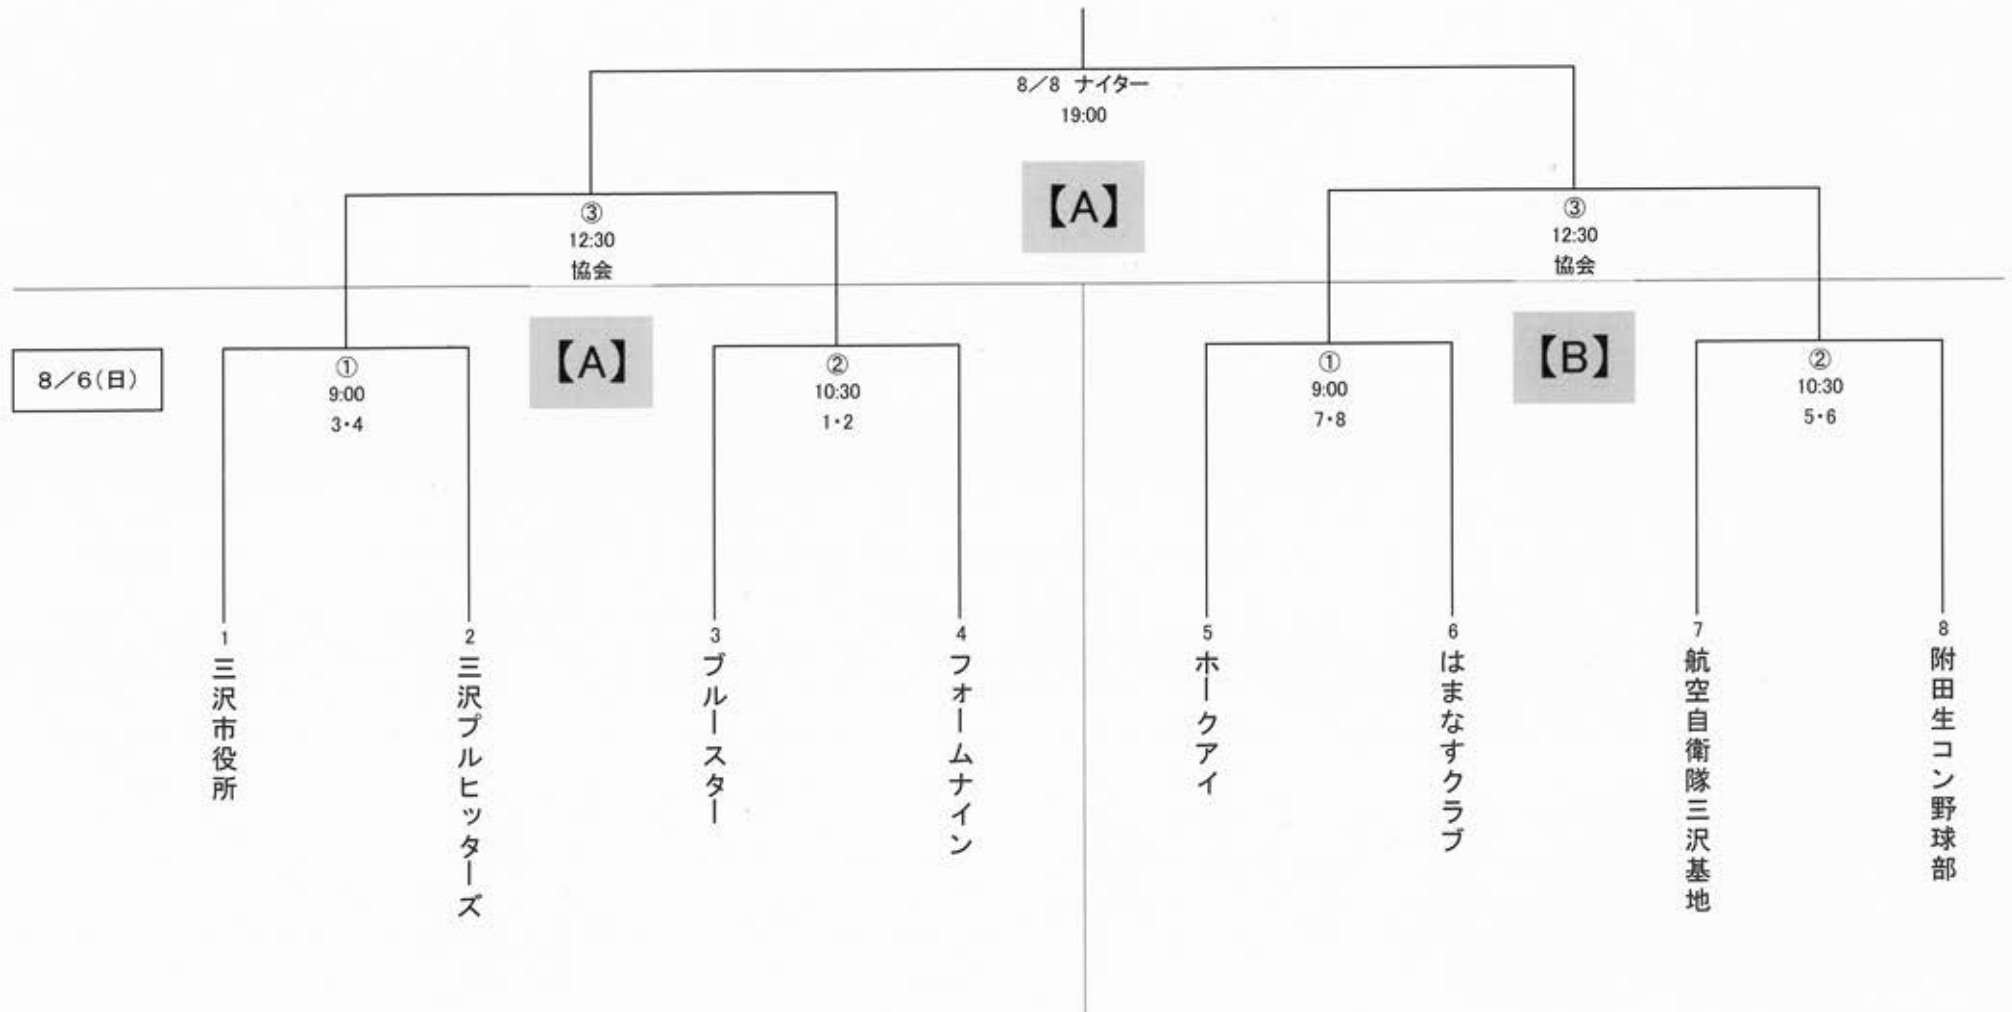 8/8 ナイター
19:00
【A】
③
12:30
協会
③
12:30
協会
8/6(日)
①
9:00
3・4
【A】
②
10:30
1・2
①
9:00
7・8
【B】
②
10:30
5・6
1
三沢市役所
2
三沢プルヒッターズ
3
ブルースター
4
フォームナイン
5
ホークアイ
6
はまなすクラブ
7
航空自衛隊三沢基地
8
附田生コン野球部